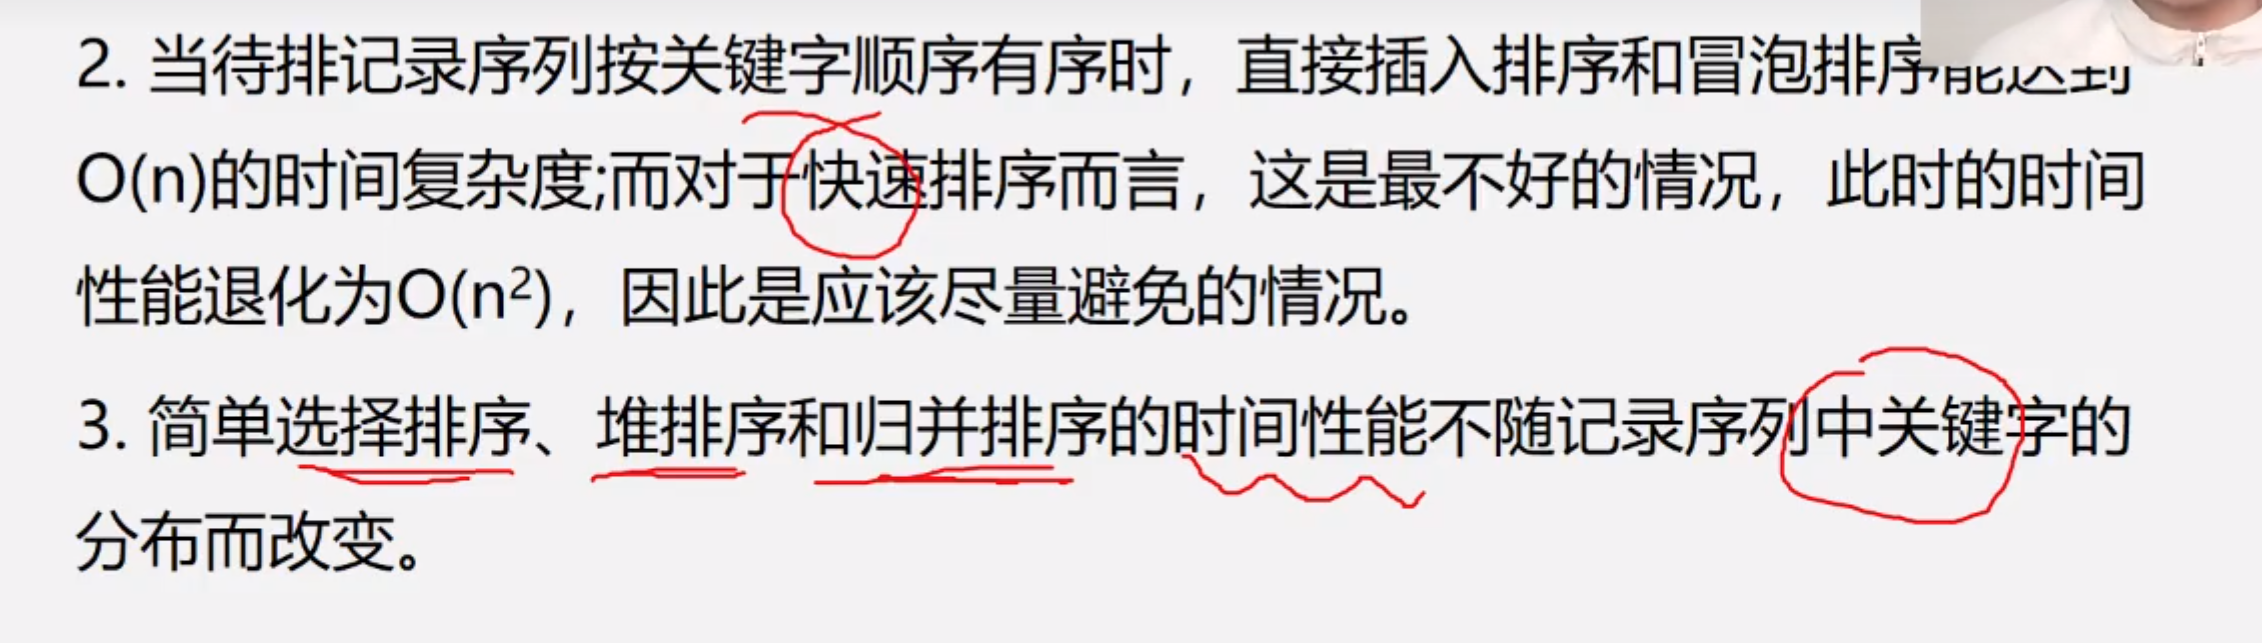 2. 当待排记录序列按关键字顺序有序时，直接插入排序和冒泡排序能达到
O(n)的时间复杂度;而对于快速排序而言，这是最不好的情况，此时的时间
性能退化为O(n²)，因此是应该尽量避免的情况。
3. 简单选择排序、堆排序和归并排序的时间性能不随记录序列中关键字的
分布而改变。